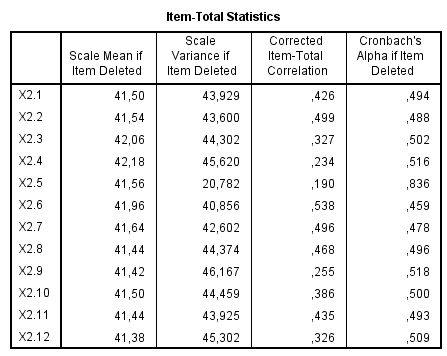 Item-Total Statistics
Scale Mean if Item Deleted Scale Variance if Item Deleted Corrected Item-Total Correlation Cronbach's Alpha if Item Deleted
X2.1 41,50 43,929 ,426 ,494
X2.2 41,54 43,600 ,499 ,488
X2.3 42,06 44,302 ,327 ,502
X2.4 42,18 45,620 ,234 ,516
X2.5 41,56 20,782 ,190 ,836
X2.6 41,96 40,856 ,538 ,459
X2.7 41,64 42,602 ,496 ,478
X2.8 41,44 44,374 ,468 ,496
X2.9 41,42 46,167 ,255 ,518
X2.10 41,50 44,459 ,386 ,500
X2.11 41,44 43,925 ,435 ,493
X2.12 41,38 45,302 ,326 ,509